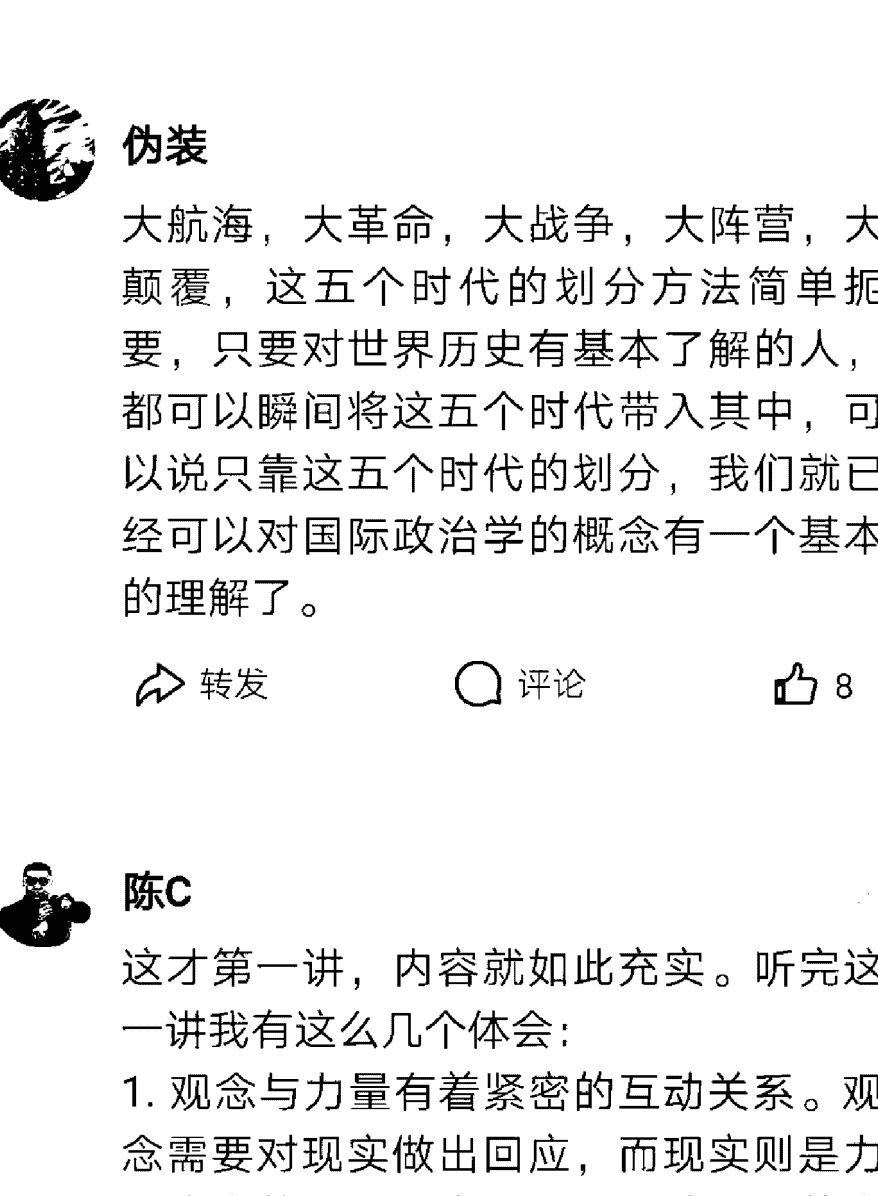 伪装
大航海，大革命，大战争，大阵营，大
颠覆，这五个时代的划分方法简单扼
要，只要对世界历史有基本了解的人，
都可以瞬间将这五个时代带入其中，可
以说只靠这五个时代的划分，我们就已
经可以对国际政治学的概念有一个基本
的理解了。
转发 评论 8
陈C
这才第一讲，内容就如此充实。听完这
一讲我有这么几个体会：
1. 观念与力量有着紧密的互动关系。观
念需要对现实做出回应，而现实则是力